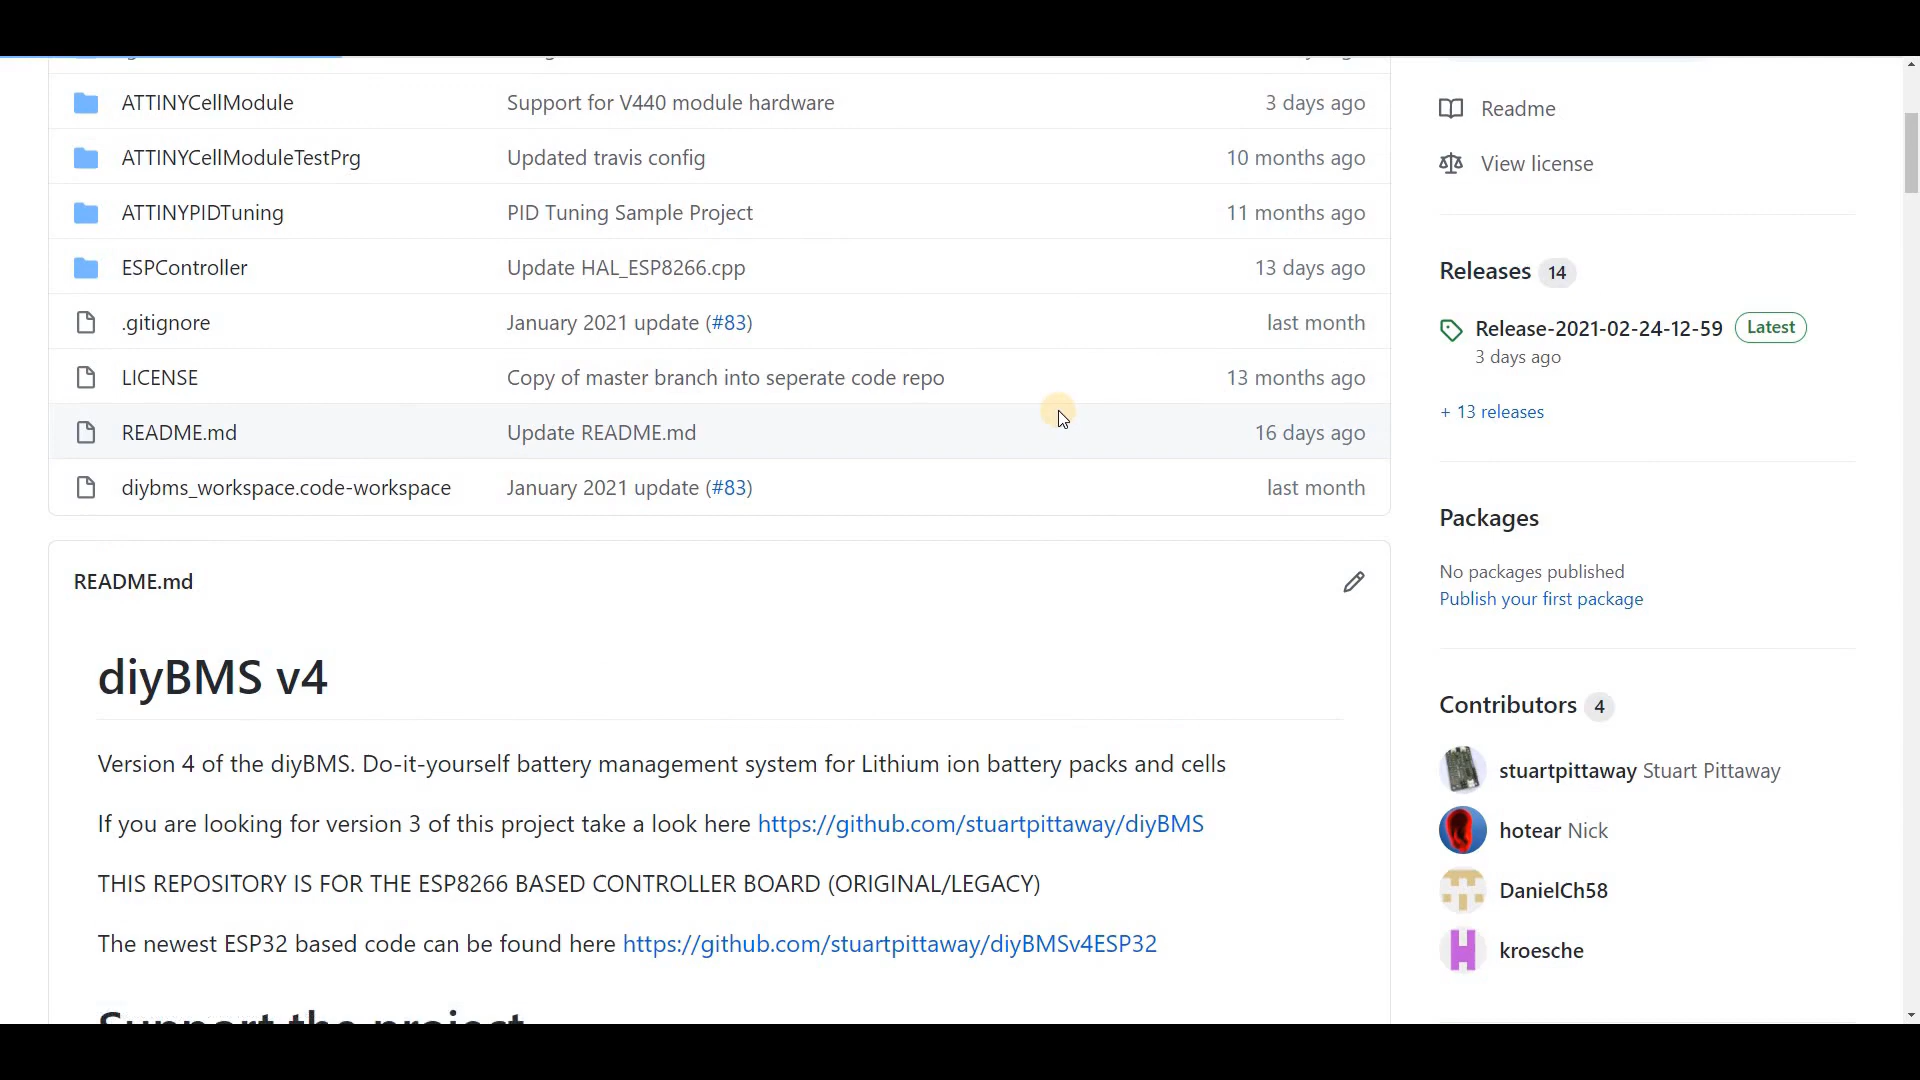 ATTINYCellModule Support for V440 module hardware 3 days ago
ATTINYCellModuleTestPrg Updated travis config 10 months ago
ATTINYPIDTuning PID Tuning Sample Project 11 months ago
ESPController Update HAL_ESP8266.cpp 13 days ago
.gitignore January 2021 update (#83) last month
LICENSE Copy of master branch into seperate code repo 13 months ago
README.md Update README.md 16 days ago
diybms_workspace.code-workspace January 2021 update (#83) last month
README.md
diyBMS v4
Version 4 of the diyBMS. Do-it-yourself battery management system for Lithium ion battery packs and cells
If you are looking for version 3 of this project take a look here https://github.com/stuartpittaway/diyBMS
THIS REPOSITORY IS FOR THE ESP8266 BASED CONTROLLER BOARD (ORIGINAL/LEGACY)
The newest ESP32 based code can be found here https://github.com/stuartpittaway/diyBMSv4ESP32
Support the project
Readme
View license
Releases 14
Release-2021-02-24-12-59 Latest
3 days ago
+ 13 releases
Packages
No packages published
Publish your first package
Contributors 4
stuartpittaway Stuart Pittaway
hotear Nick
DanielCh58
kroesche